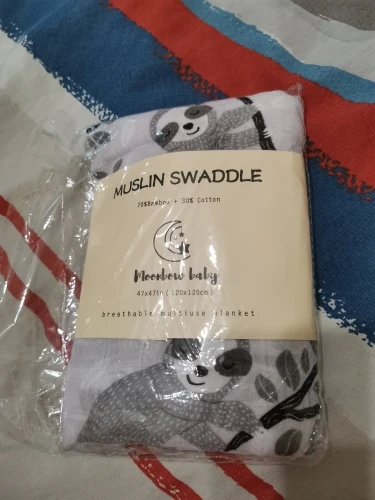 MUSLIN SWADDLE
70%Bamboo + 30% Cotton
Moonbow baby
47x47in (120x120cm)
breathable multiuse blanket